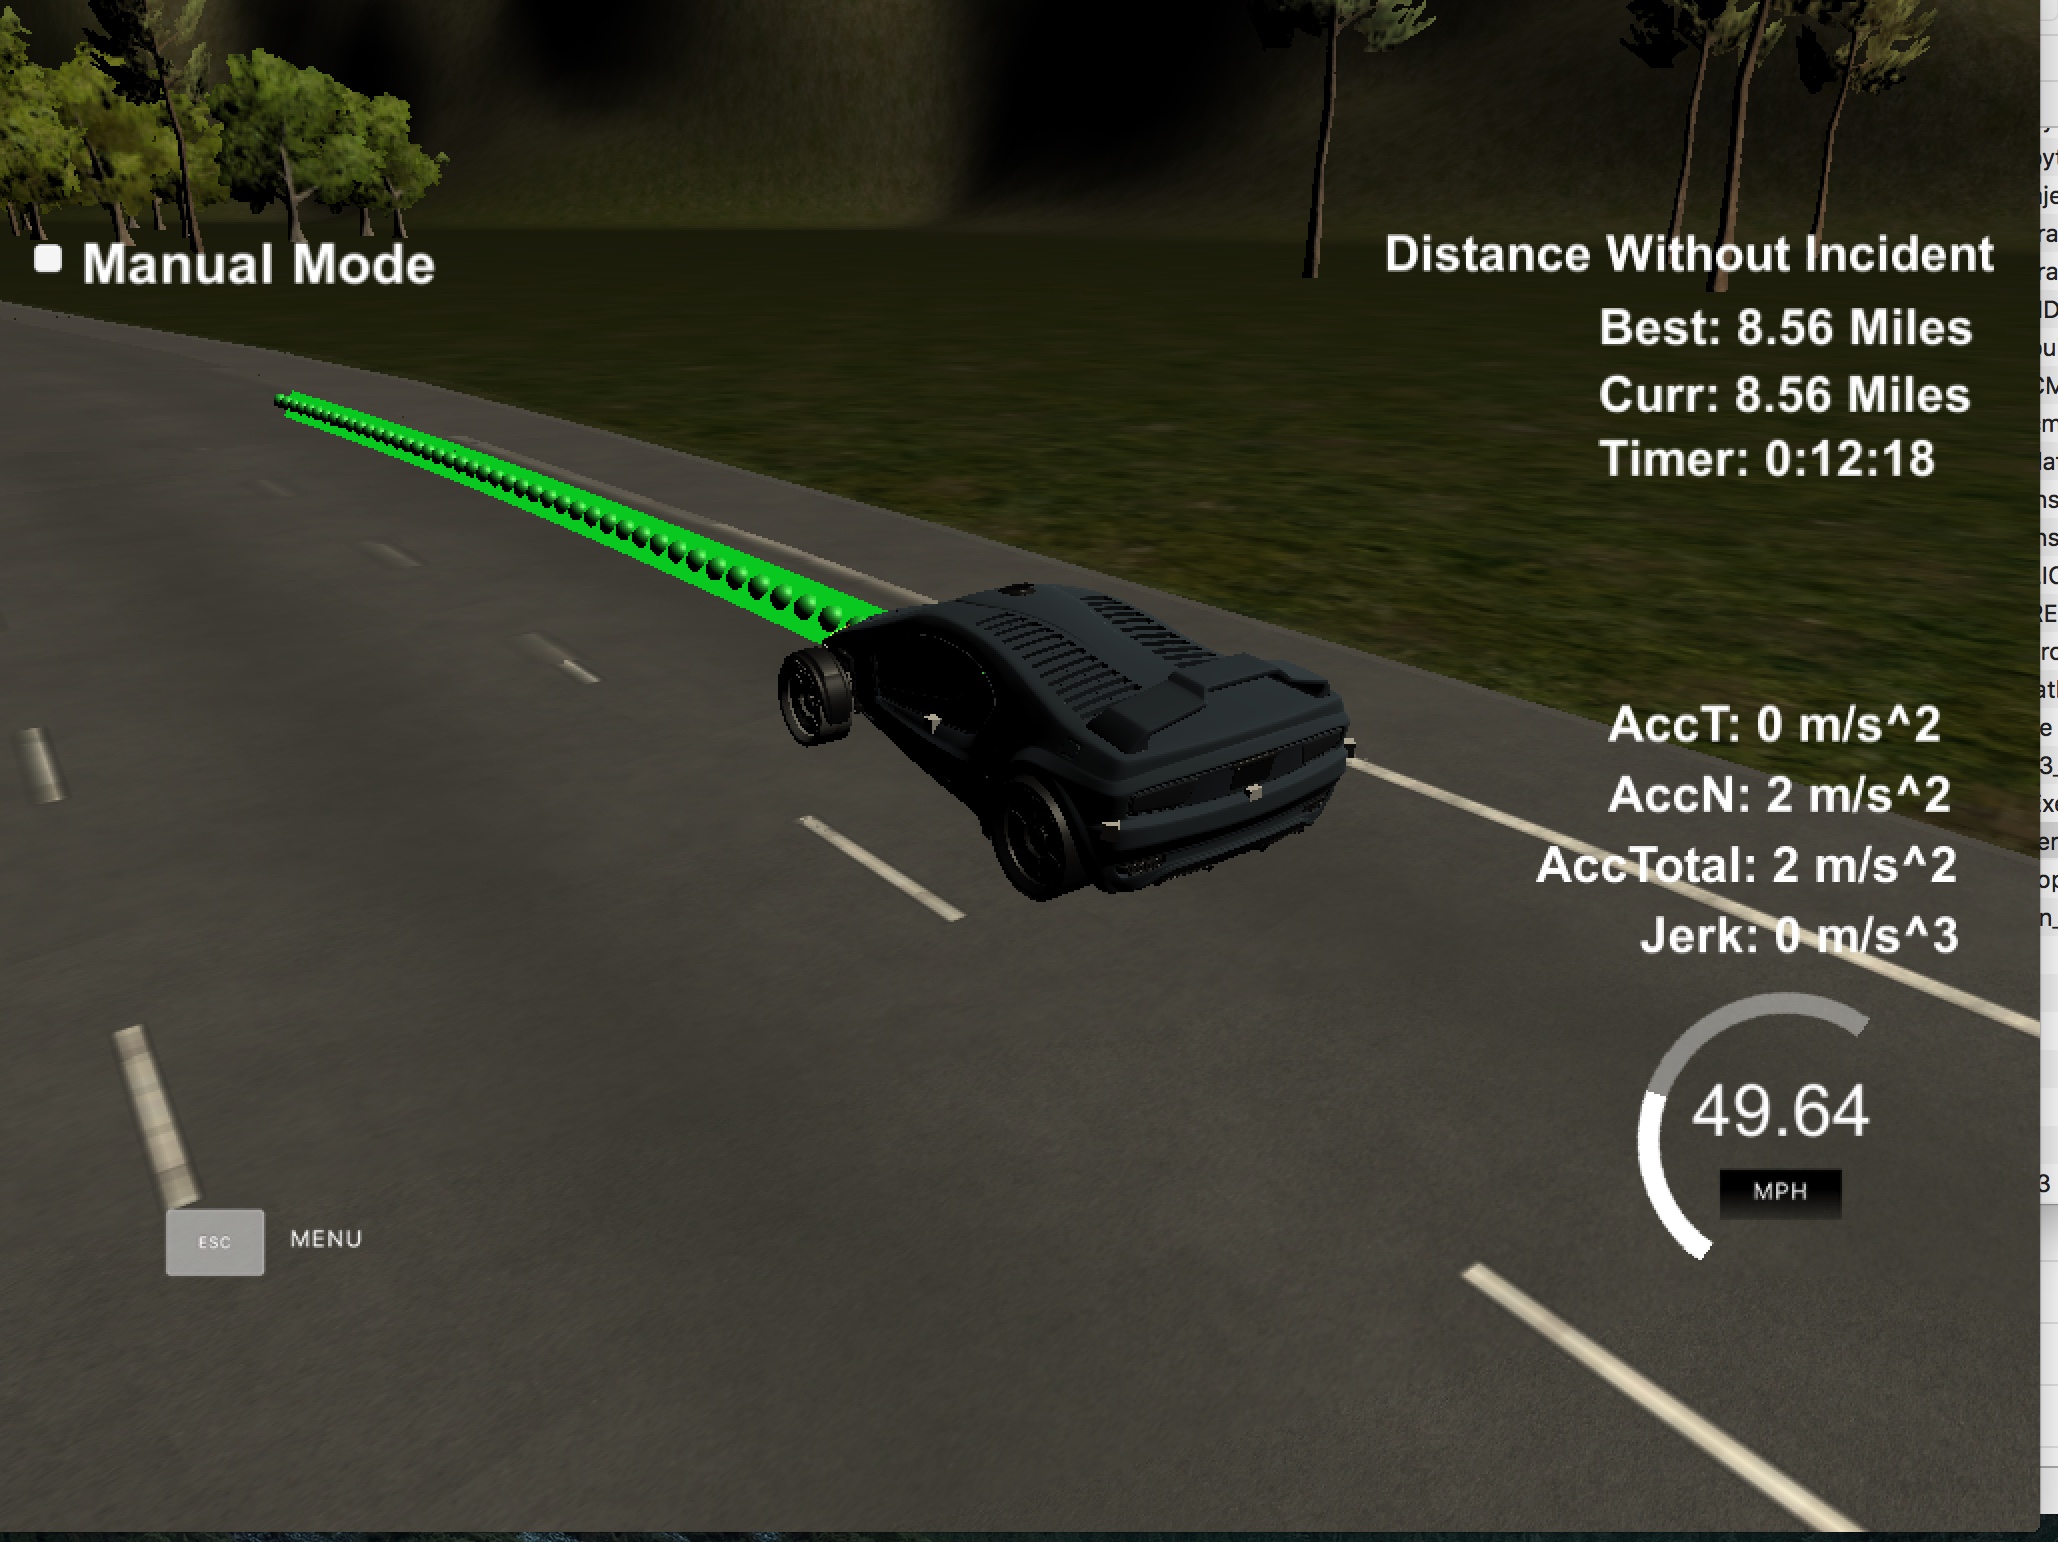 Manual Mode
Distance Without Incident
Best: 8.56 Miles
Curr: 8.56 Miles
Timer: 0:12:18
AccT: 0 m/s^2
AccN: 2 m/s^2
AccTotal: 2 m/s^2
Jerk: 0 m/s^3
49.64
MPH
ESC MENU